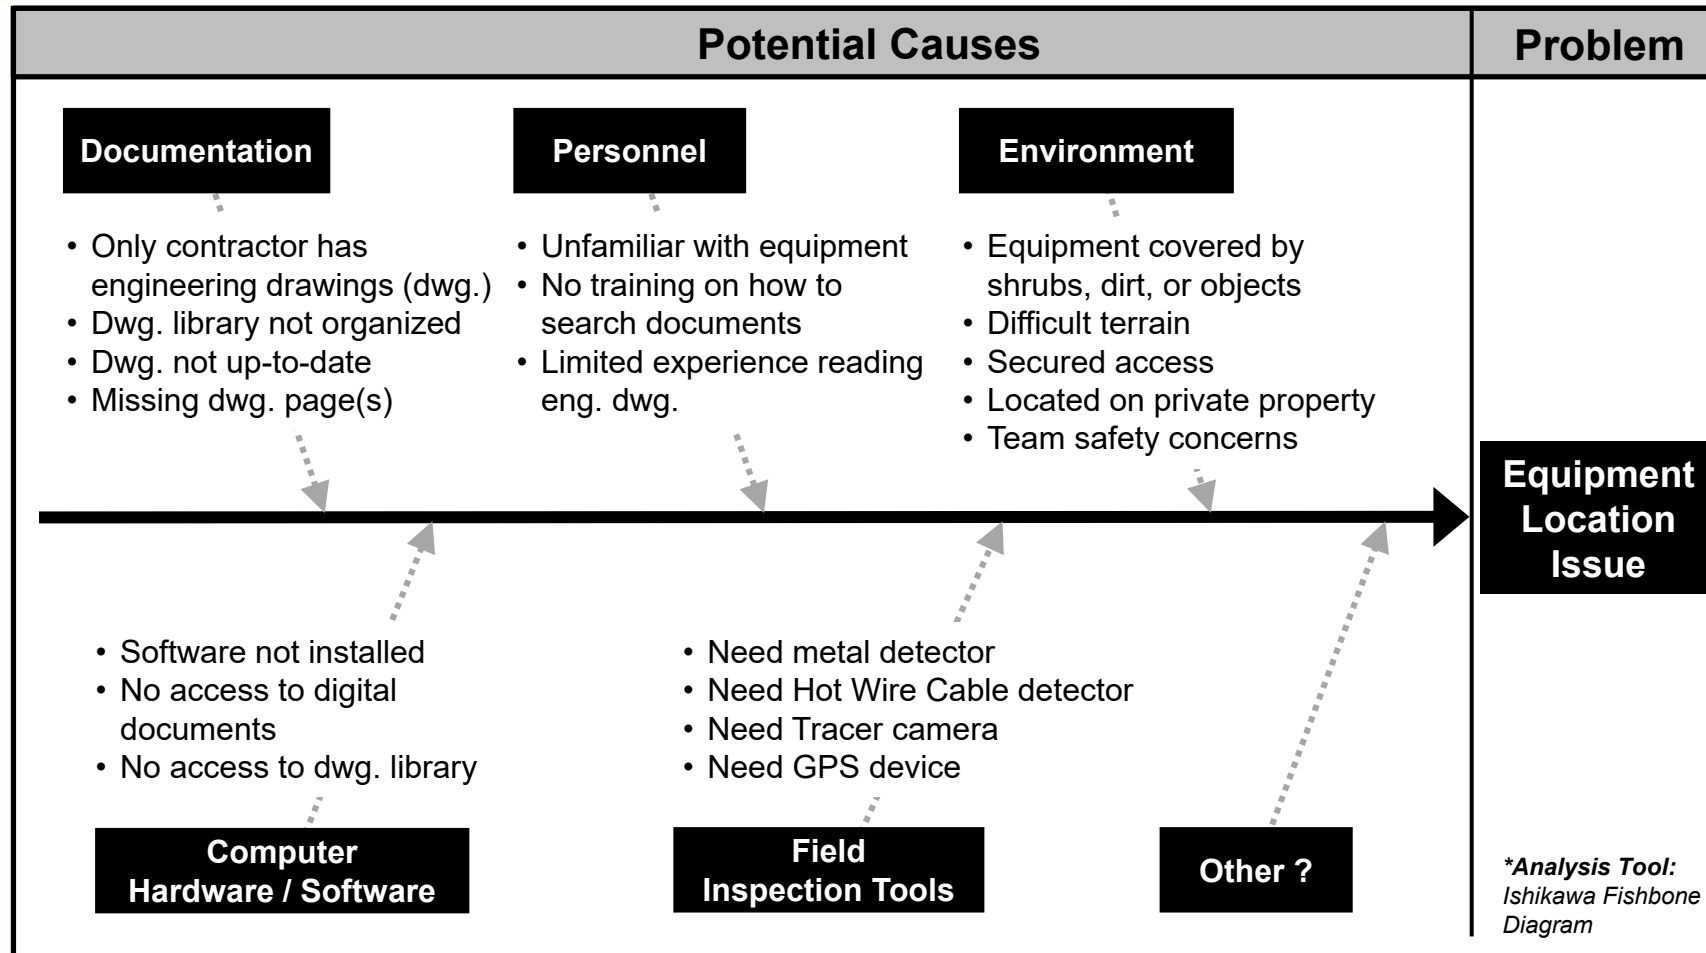 Potential Causes
Problem
Documentation
• Only contractor has
engineering drawings (dwg.)
• Dwg. library not organized
• Dwg. not up-to-date
• Missing dwg. page(s)
Personnel
• Unfamiliar with equipment
• No training on how to
search documents
• Limited experience reading
eng. dwg.
Environment
• Equipment covered by
shrubs, dirt, or objects
• Difficult terrain
• Secured access
• Located on private property
• Team safety concerns
Equipment
Location
Issue
• Software not installed
• No access to digital
documents
• No access to dwg. library
Computer
Hardware / Software
• Need metal detector
• Need Hot Wire Cable detector
• Need Tracer camera
• Need GPS device
Field
Inspection Tools
Other ?
*Analysis Tool:
Ishikawa Fishbone
Diagram